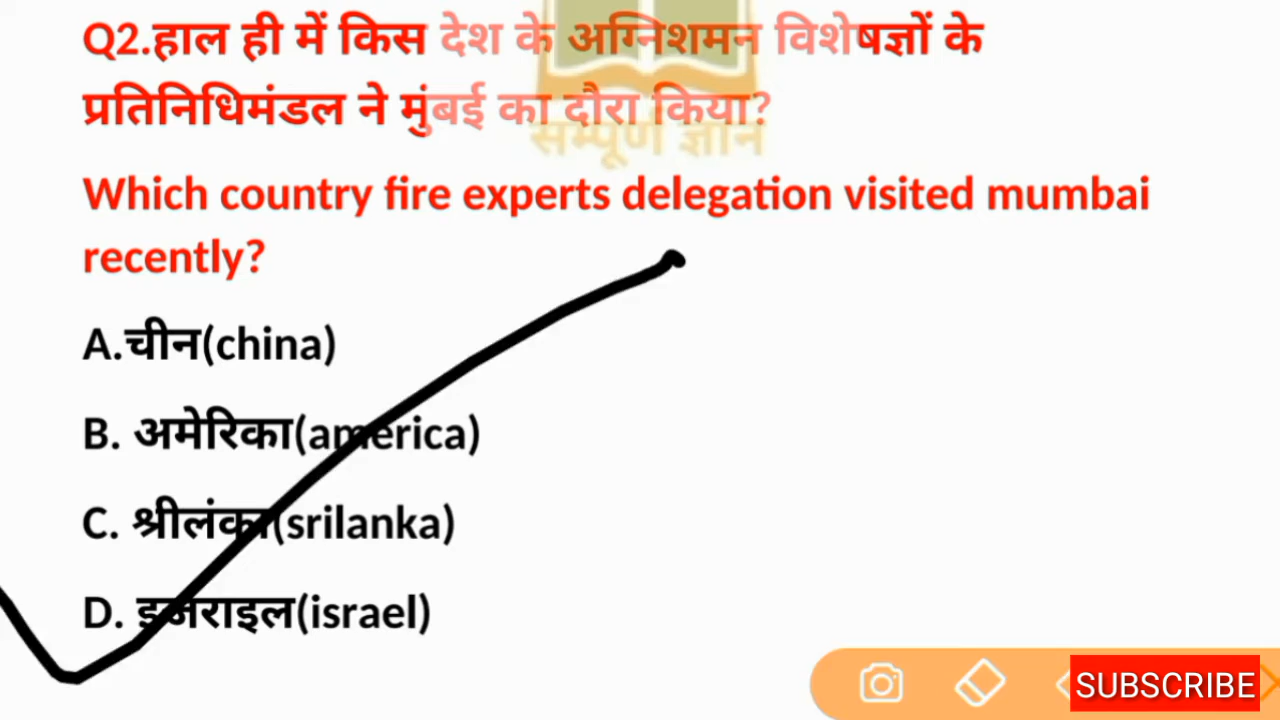 Q2.हाल ही में किस देश के अग्निशमन विशेषज्ञों के
प्रतिनिधिमंडल ने मुंबई का दौरा किया?
सम्पूर्ण ज्ञान
Which country fire experts delegation visited mumbai
recently?
A.चीन(china)
B. अमेरिका(america)
C. श्रीलंका(srilanka)
D. इजराइल(israel)
SUBSCRIBE